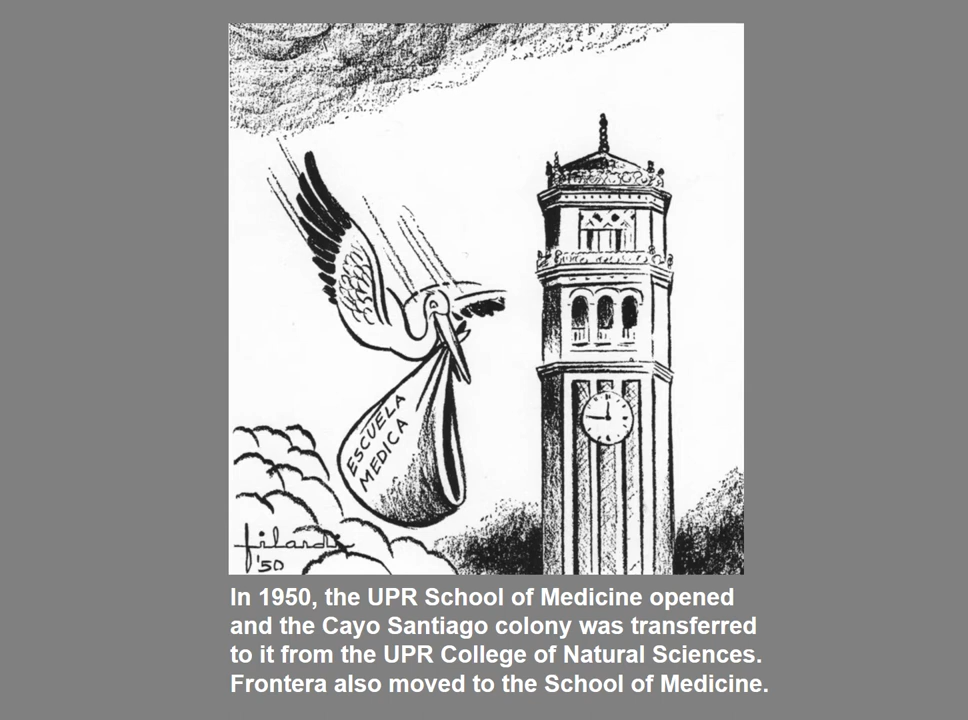 ESCUELA
MEDICA
filardi
'50
In 1950, the UPR School of Medicine opened
and the Cayo Santiago colony was transferred
to it from the UPR College of Natural Sciences.
Frontera also moved to the School of Medicine.